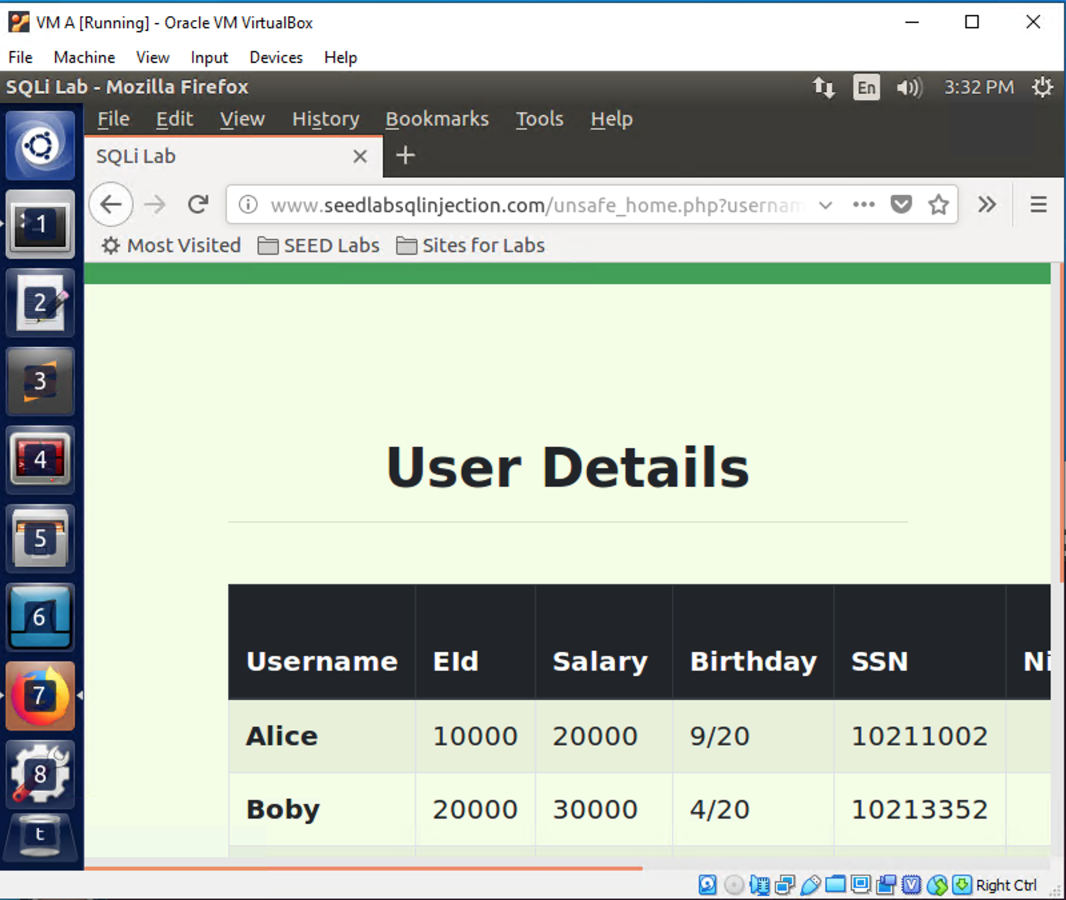 VM A [Running] - Oracle VM VirtualBox
File Machine View Input Devices Help
SQLi Lab - Mozilla Firefox En 3:32 PM
File Edit View History Bookmarks Tools Help
SQLi Lab
www.seedlabsqlinjection.com/unsafe_home.php?usernam
Most Visited SEED Labs Sites for Labs
1
2
3
4
5
6
7
8
t
User Details
Username EId Salary Birthday SSN Ni
Alice 10000 20000 9/20 10211002
Boby 20000 30000 4/20 10213352
Right Ctrl